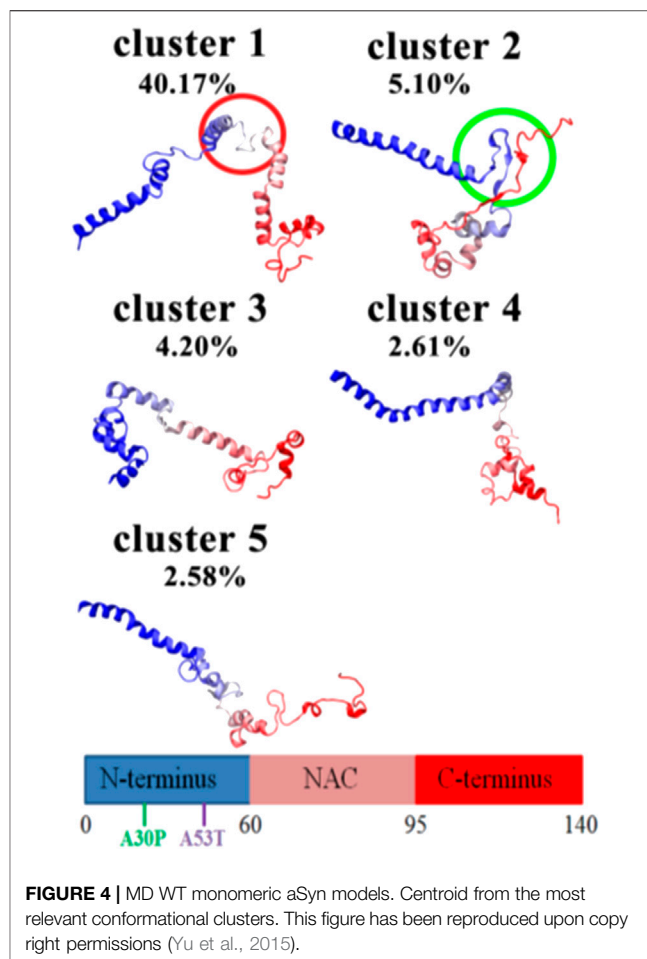 cluster 1
40.17%
cluster 2
5.10%
cluster 3
4.20%
cluster 4
2.61%
cluster 5
2.58%
N-terminus NAC C-terminus
0 A30P A53T 60 95 140
FIGURE 4 | MD WT monomeric aSyn models. Centroid from the most
relevant conformational clusters. This figure has been reproduced upon copy
right permissions (Yu et al., 2015).